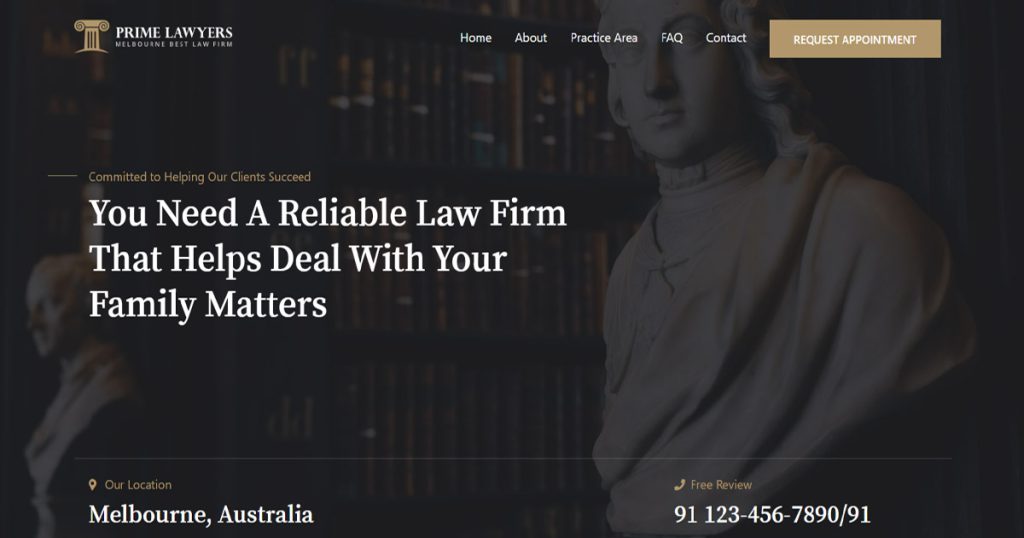 PRIME LAWYERS
MELBOURNE BEST LAW FIRM
Home About Practice Area FAQ Contact REQUEST APPOINTMENT
Committed to Helping Our Clients Succeed
You Need A Reliable Law Firm
That Helps Deal With Your
Family Matters
Our Location
Melbourne, Australia
Free Review
91 123-456-7890/91